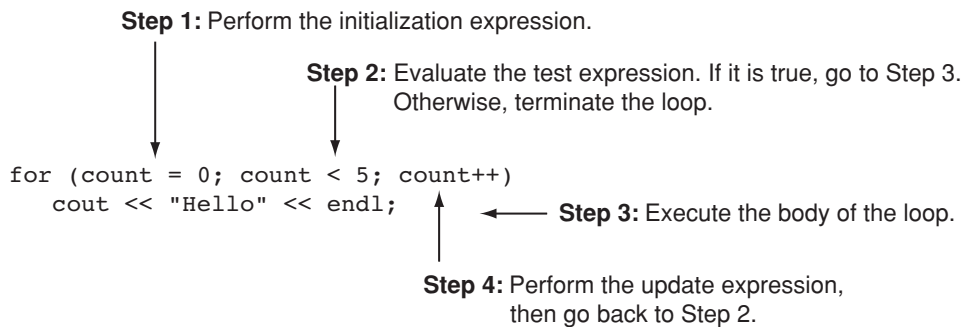 Step 1: Perform the initialization expression.
Step 2: Evaluate the test expression. If it is true, go to Step 3.
Otherwise, terminate the loop.
for (count = 0; count < 5; count++)
cout << "Hello" << endl;
Step 3: Execute the body of the loop.
Step 4: Perform the update expression,
then go back to Step 2.